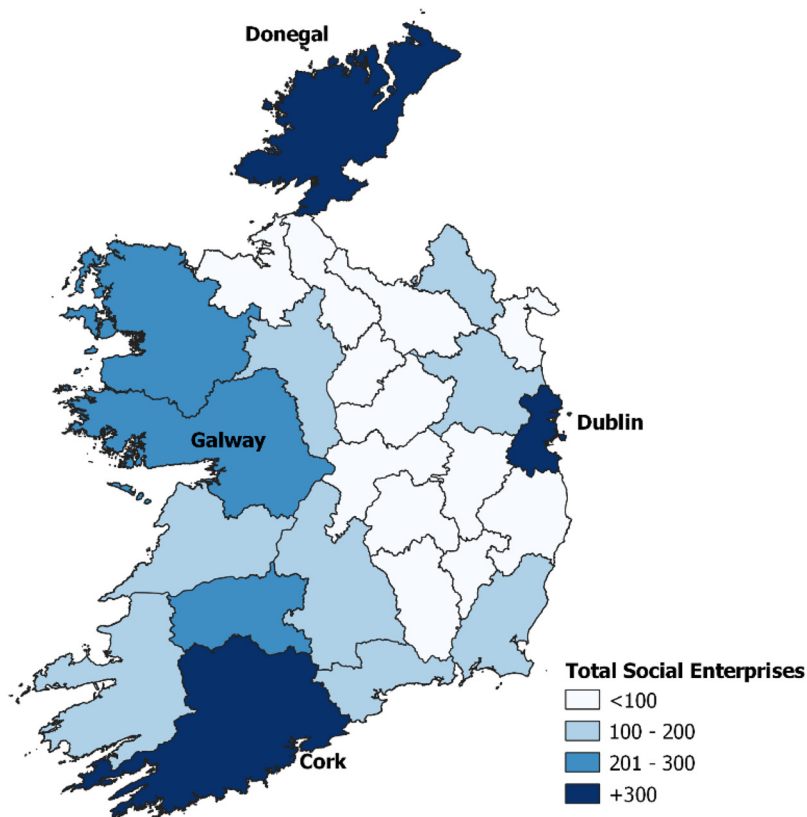 Donegal
Galway
Dublin
Cork
Total Social Enterprises
<100
100 - 200
201 - 300
+300